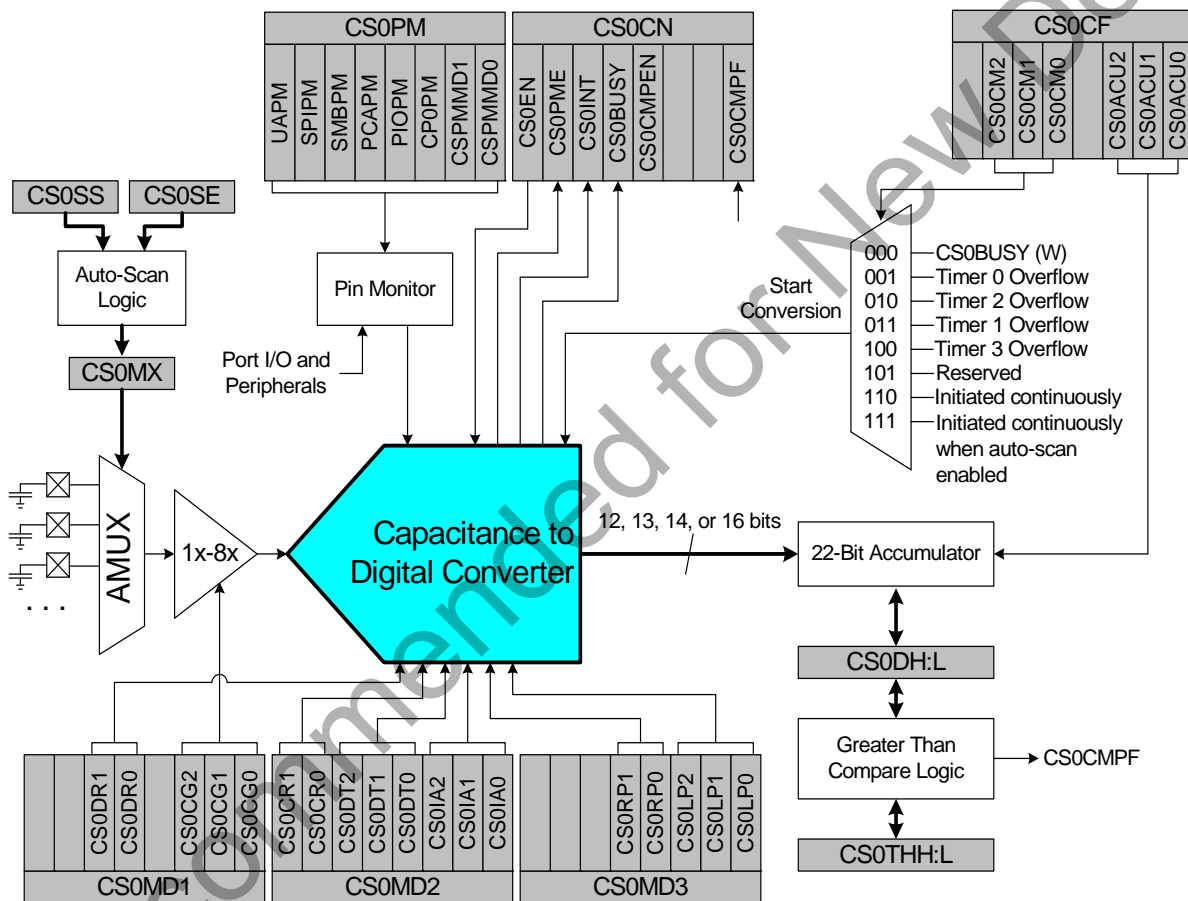 CS0PM
UAPM
SPIPM
SMBPM
PCAPM
PIOPM
CP0PM
CSPMMD1
CSPMMD0
CS0CN
CS0EN
CS0PME
CS0INT
CS0BUSY
CS0CMPEN
CS0CMPF
CS0CF
CS0CM2
CS0CM1
CS0CM0
CS0ACU2
CS0ACU1
CS0ACU0
CS0SS
CS0SE
Auto-Scan
Logic
CS0MX
Pin Monitor
Port I/O and
Peripherals
Start
Conversion
000 CS0BUSY (W)
001 Timer 0 Overflow
010 Timer 2 Overflow
011 Timer 1 Overflow
100 Timer 3 Overflow
101 Reserved
110 Initiated continuously
111 Initiated continuously
when auto-scan
enabled
AMUX
. . .
1x-8x
Capacitance to
Digital Converter
12, 13, 14, or 16 bits
22-Bit Accumulator
CS0DH:L
Greater Than
Compare Logic
CS0CMPF
CS0THH:L
CS0DR1
CS0DR0
CS0CG2
CS0CG1
CS0CG0
CS0MD1
CS0CR1
CS0CR0
CS0DT2
CS0DT1
CS0DT0
CS0IA2
CS0IA1
CS0IA0
CS0MD2
CS0RP1
CS0RP0
CS0LP2
CS0LP1
CS0LP0
CS0MD3
commended for New De